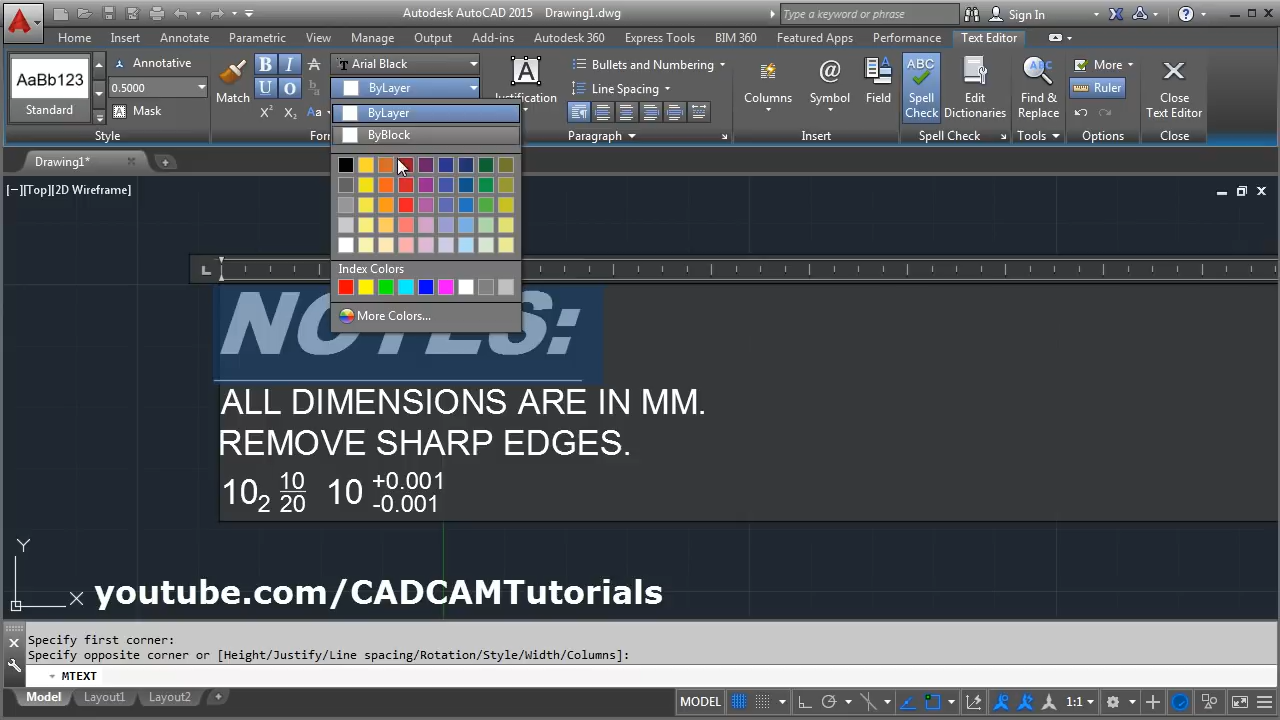 Autodesk AutoCAD 2015 Drawing1.dwg
Type a keyword or phrase
Sign In
Home Insert Annotate Parametric View Manage Output Add-ins Autodesk 360 Express Tools BIM 360 Featured Apps Performance Text Editor
AaBb123
Standard
Annotative
0.5000
Mask
Style
Match
B I A
U O
X² X₂ Aa
Arial Black
ByLayer
Justification
Bullets and Numbering
Line Spacing
Paragraph
Columns
@
Symbol
Field
Insert
ABC
Spell
Check
Edit
Dictionaries
Spell Check
Find &
Replace
More
Ruler
Tools
Options
Close
Text Editor
Close
ByLayer
ByBlock
Index Colors
More Colors...
Drawing1*
[−][Top][2D Wireframe]
NOTES:
ALL DIMENSIONS ARE IN MM.
REMOVE SHARP EDGES.
10₂ 10/20 10 +0.001 -0.001
Y
X
youtube.com/CADCAMTutorials
Specify first corner:
Specify opposite corner or [Height/Justify/Line spacing/Rotation/Style/Width/Columns]:
MTEXT
Model Layout1 Layout2 +
MODEL
1:1